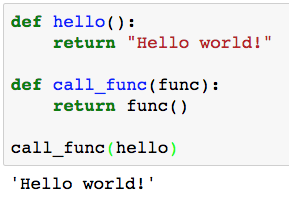 def hello():
    return "Hello world!"

def call_func(func):
    return func()

call_func(hello)
'Hello world!'